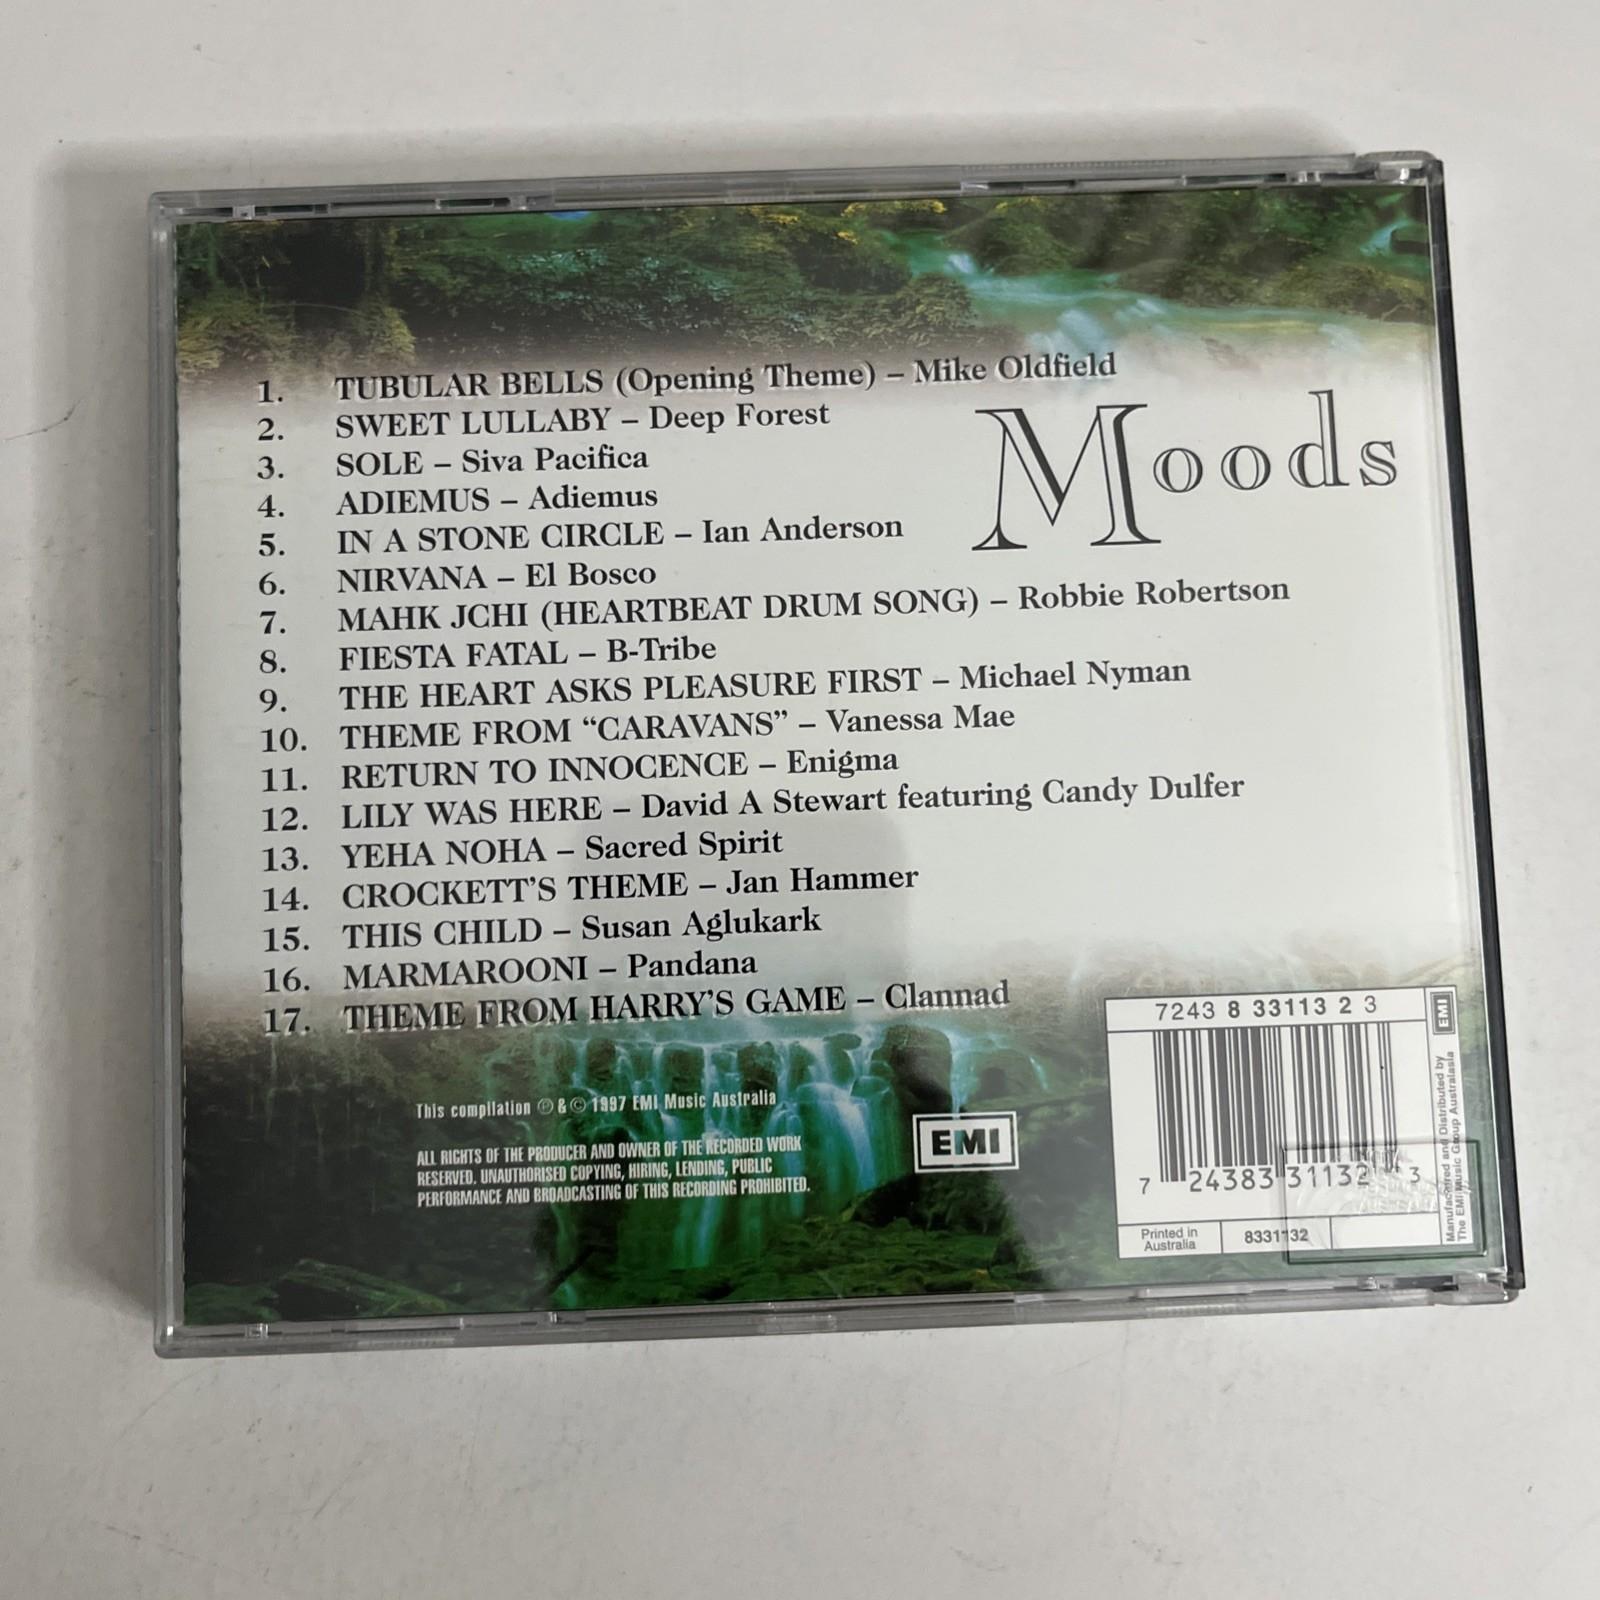 1. TUBULAR BELLS (Opening Theme) – Mike Oldfield
2. SWEET LULLABY – Deep Forest
3. SOLE – Siva Pacifica
4. ADIEMUS – Adiemus
5. IN A STONE CIRCLE – Ian Anderson
6. NIRVANA – El Bosco
7. MAHK JCHI (HEARTBEAT DRUM SONG) – Robbie Robertson
8. FIESTA FATAL – B-Tribe
9. THE HEART ASKS PLEASURE FIRST – Michael Nyman
10. THEME FROM “CARAVANS” – Vanessa Mae
11. RETURN TO INNOCENCE – Enigma
12. LILY WAS HERE – David A Stewart featuring Candy Dulfer
13. YEHA NOHA – Sacred Spirit
14. CROCKETT’S THEME – Jan Hammer
15. THIS CHILD – Susan Aglukark
16. MARMAROONI – Pandana
17. THEME FROM HARRY’S GAME – Clannad
Moods
This compilation ℗ & © 1997 EMI Music Australia
ALL RIGHTS OF THE PRODUCER AND OWNER OF THE RECORDED WORK
RESERVED. UNAUTHORISED COPYING, HIRING, LENDING, PUBLIC
PERFORMANCE AND BROADCASTING OF THIS RECORDING PROHIBITED.
EMI
7243 8 33113 2 3
7 24383 31132 3
Printed in
Australia
8331132
EMI
Manufactured and Distributed by
The EMI Music Group Australasia